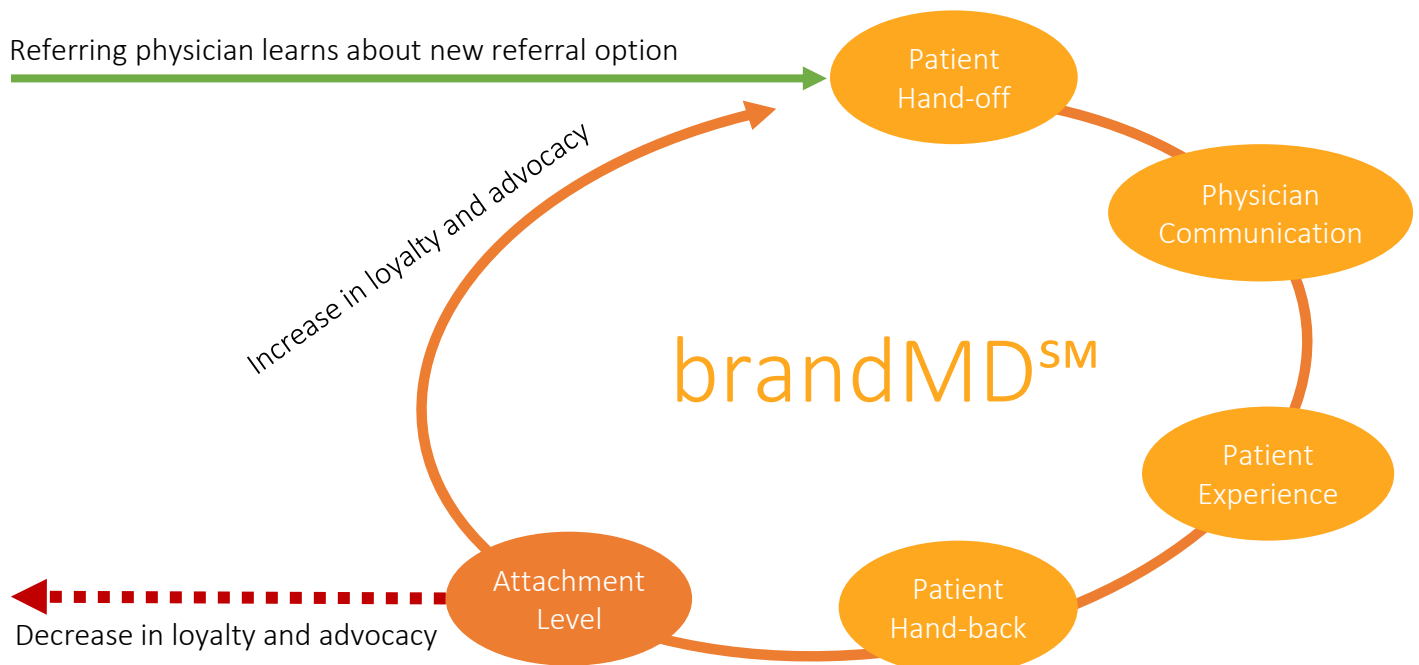 Referring physician learns about new referral option
Patient
Hand-off
Increase in loyalty and advocacy
Physician
Communication
brandMD℠
Patient
Experience
Patient
Hand-back
Attachment
Level
Decrease in loyalty and advocacy